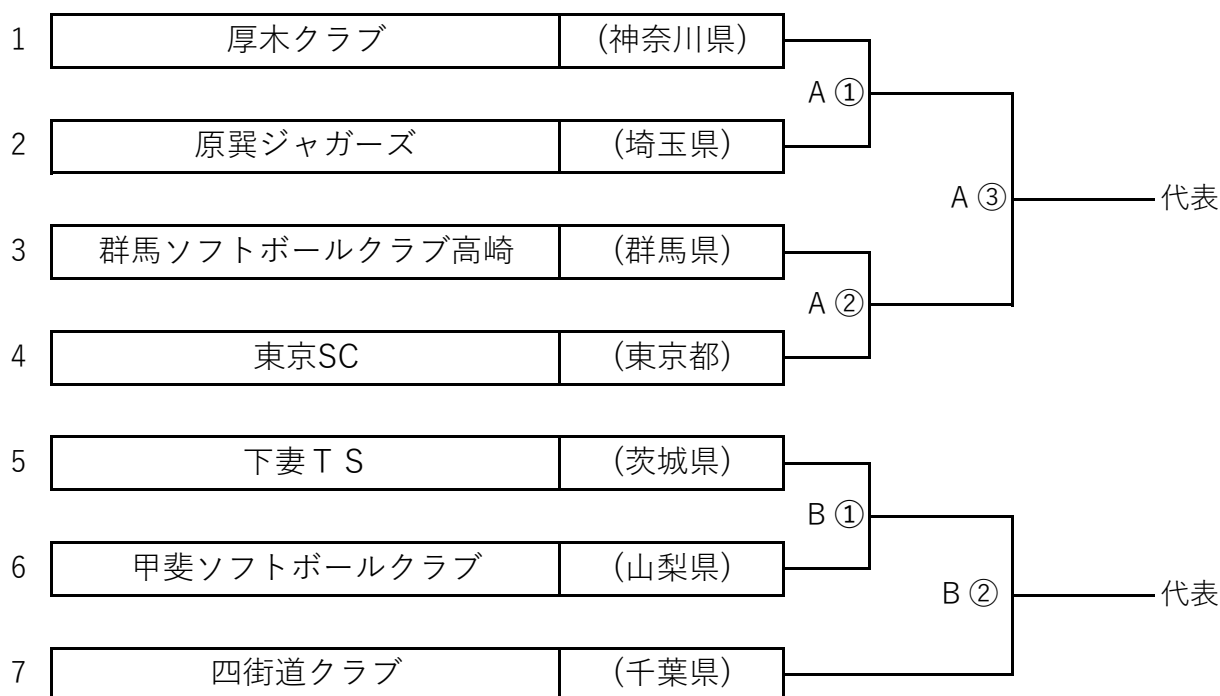 1 厚木クラブ (神奈川県)
A ①
2 原巽ジャガーズ (埼玉県)
A ③ 代表
3 群馬ソフトボールクラブ高崎 (群馬県)
A ②
4 東京SC (東京都)
5 下妻ＴＳ (茨城県)
B ①
6 甲斐ソフトボールクラブ (山梨県)
B ② 代表
7 四街道クラブ (千葉県)